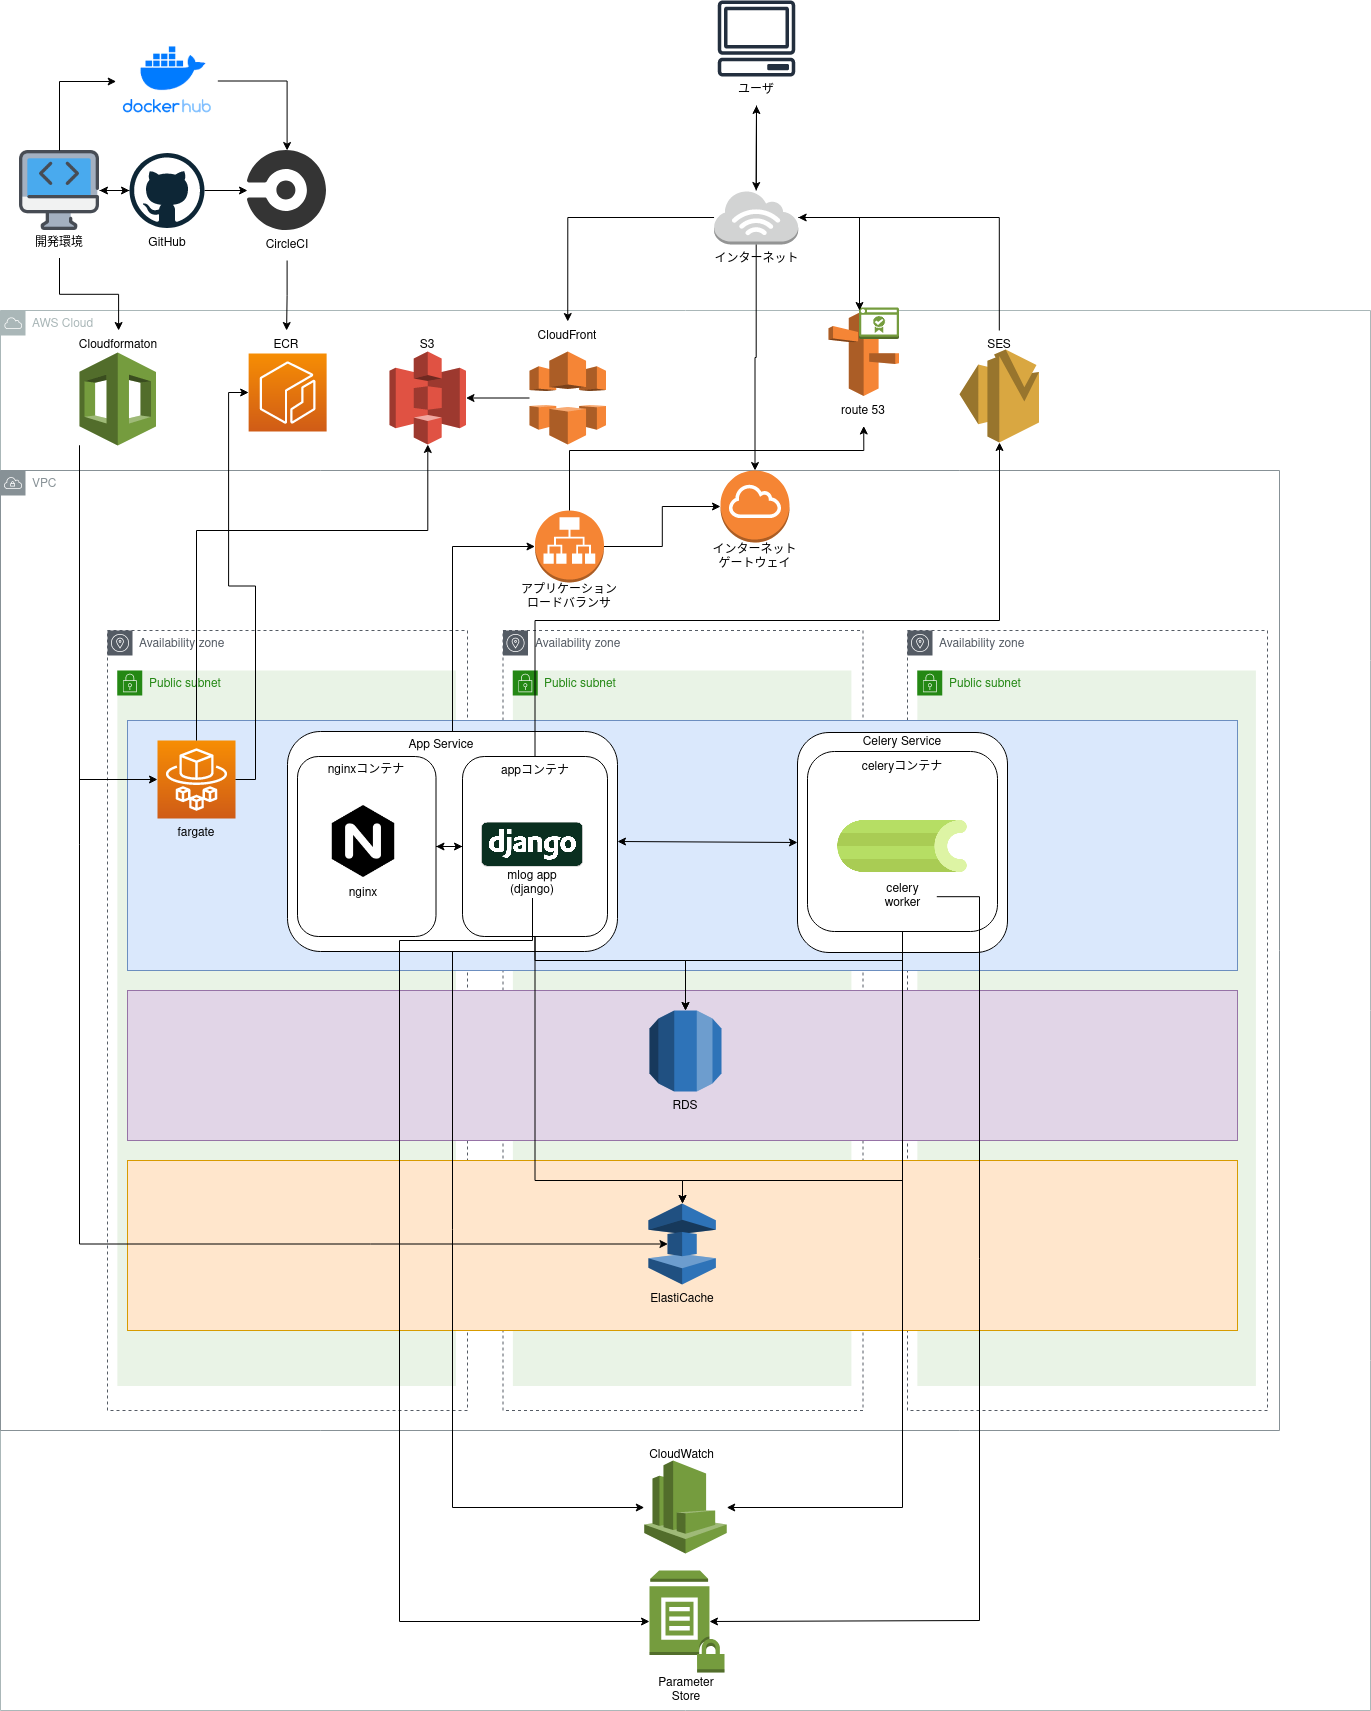 ユーザ
dockerhub
開発環境
GitHub
CircleCI
インターネット
AWS Cloud
Cloudformaton
ECR
S3
CloudFront
route 53
SES
VPC
インターネット
ゲートウェイ
アプリケーション
ロードバランサ
Availability zone
Availability zone
Availability zone
Public subnet
Public subnet
Public subnet
App Service
Celery Service
nginxコンテナ
appコンテナ
celeryコンテナ
fargate
N
django
nginx
mlog app
(django)
celery
worker
RDS
ElastiCache
CloudWatch
Parameter
Store